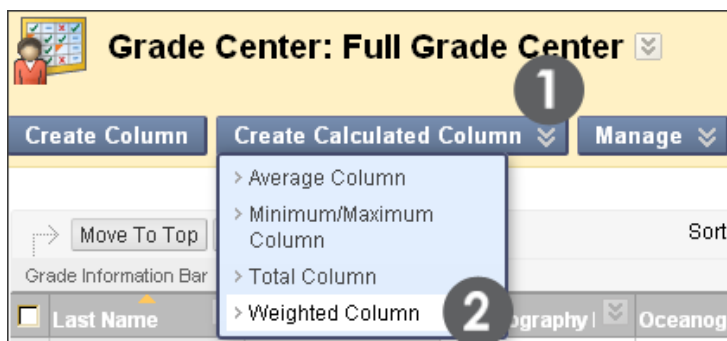 Grade Center: Full Grade Center
1
Create Column
Create Calculated Column
Manage
> Average Column
> Minimum/Maximum
Column
> Total Column
> Weighted Column
2
Move To Top
Sort
Grade Information Bar
Last Name
ography
Oceanog